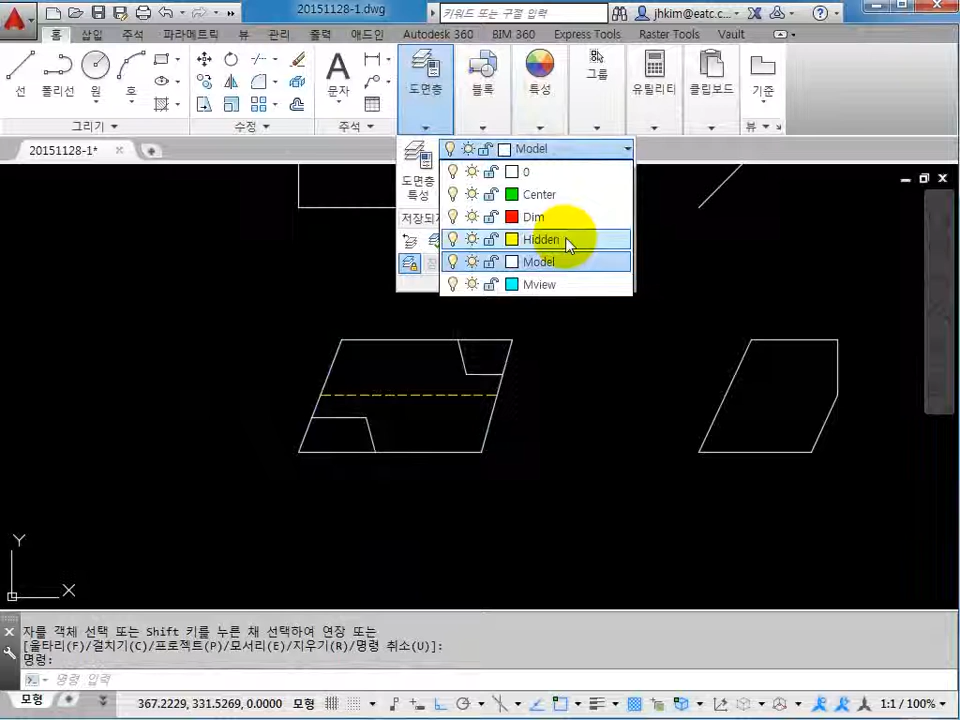 20151128-1.dwg
키워드 또는 구절 입력
jhkim@eatc.c...
홈 삽입 주석 파라메트릭 뷰 관리 출력 애드인 Autodesk 360 BIM 360 Express Tools Raster Tools Vault
선 폴리선 원 호 문자 도면층 블록 특성 그룹 유틸리티 클립보드 기준
그리기 수정 주석 뷰
20151128-1*
Model
도면층
특성
0
Center
Dim
Hidden
Model
Mview
Y
X
자를 객체 선택 또는 Shift 키를 누른 채 선택하여 연장 또는
[울타리(F)/걸치기(C)/프로젝트(P)/모서리(E)/지우기(R)/명령 취소(U)]:
명령:
명령 입력
모형
367.2229, 331.5269, 0.0000 모형 1:1 / 100%